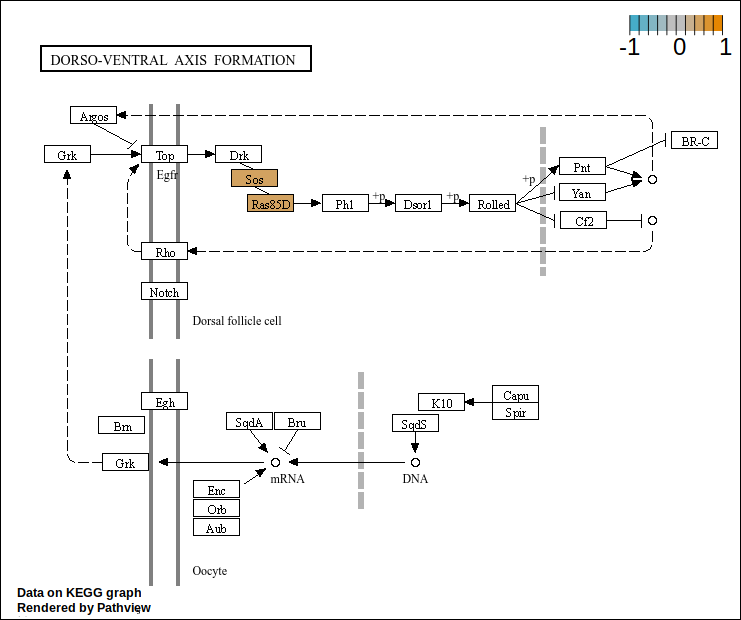 -1 0 1
DORSO-VENTRAL AXIS FORMATION
Argos
BR-C
Grk
Top
Drk
Egfr
Sos
+p
Pnt
Ras85D
Ph1
+p
Dsor1
+p
Rolled
Yan
Cf2
Rho
Notch
Dorsal follicle cell
Egh
K10
Capu
Spir
Brn
SqdA
Bru
SqdS
Grk
mRNA
DNA
Enc
Orb
Aub
Oocyte
Data on KEGG graph
Rendered by Pathview